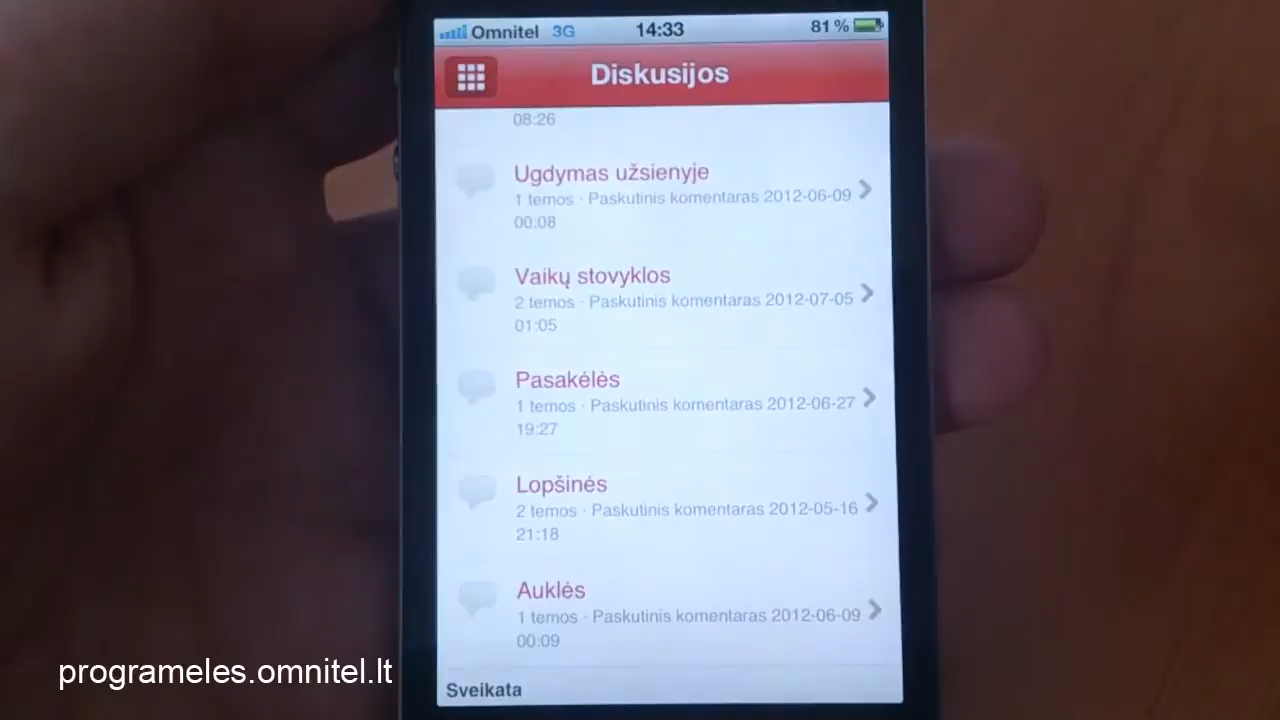 Omnitel 3G 14:33 81 %
Diskusijos
08:26
Ugdymas užsienyje
1 temos · Paskutinis komentaras 2012-06-09
00:08
Vaikų stovyklos
2 temos · Paskutinis komentaras 2012-07-05
01:05
Pasakėlės
1 temos · Paskutinis komentaras 2012-06-27
19:27
Lopšinės
2 temos · Paskutinis komentaras 2012-05-16
21:18
Auklės
1 temos · Paskutinis komentaras 2012-06-09
00:09
Sveikata
programeles.omnitel.lt